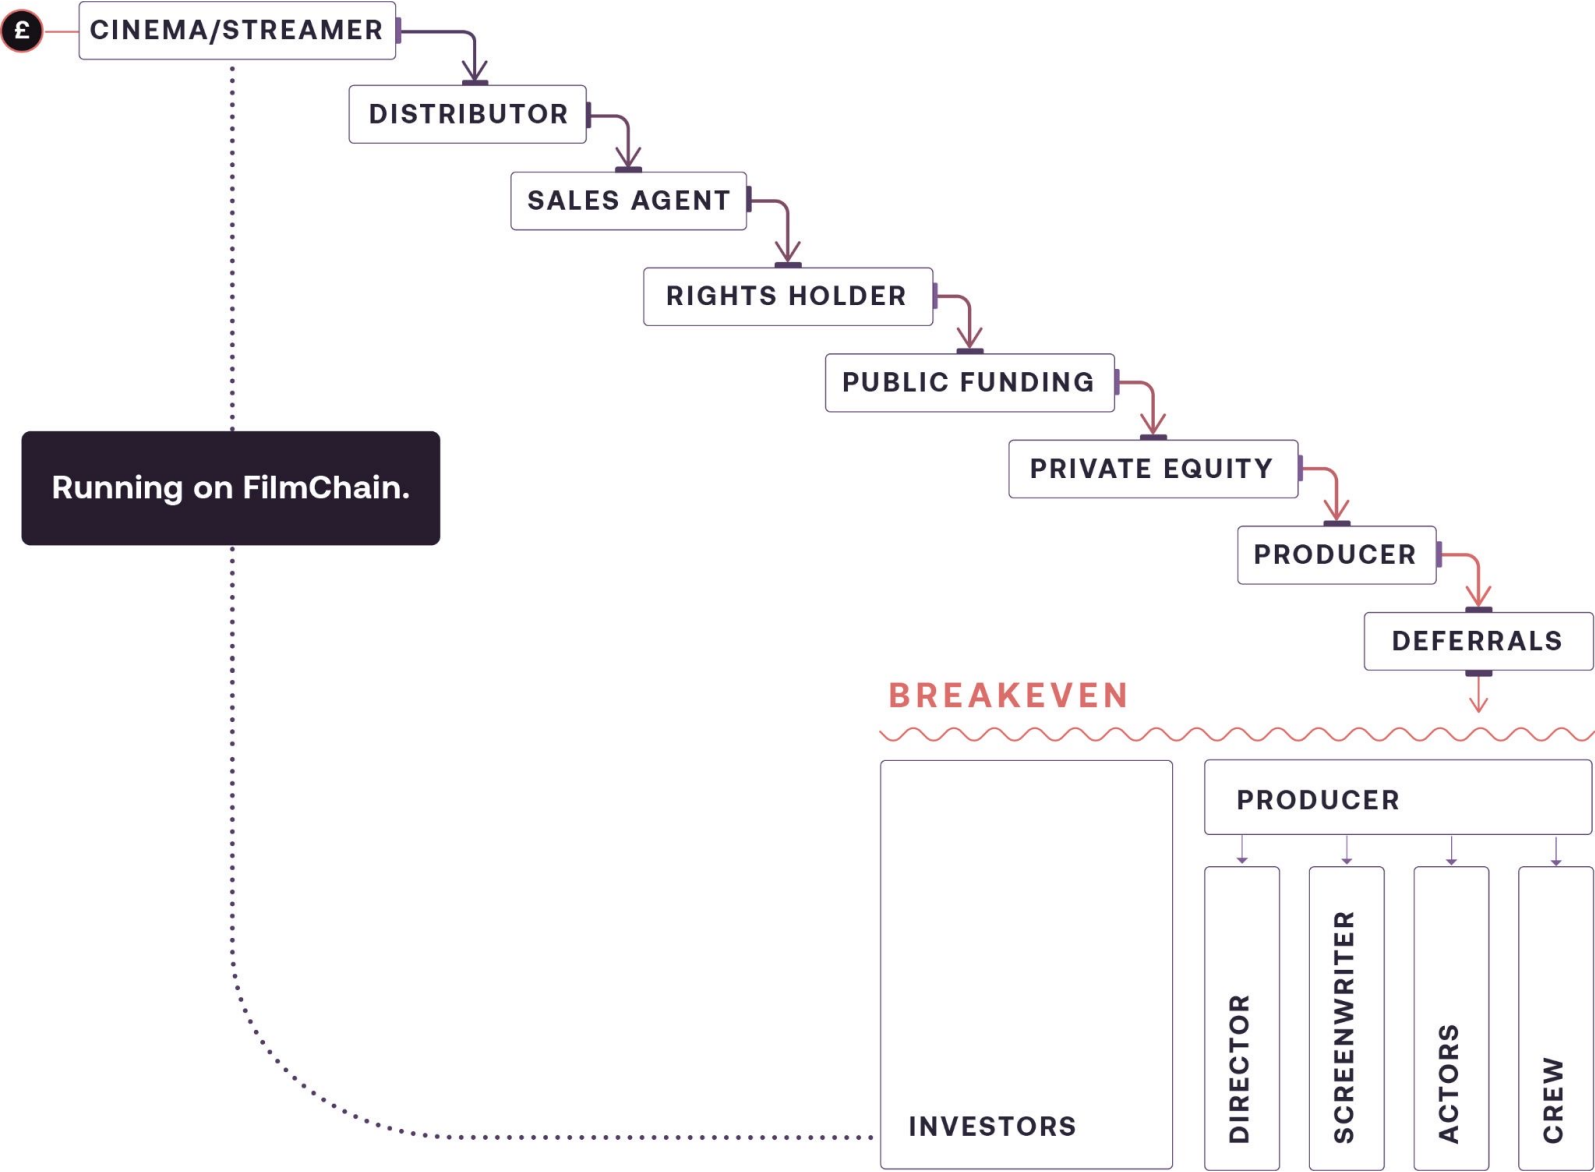 £
CINEMA/STREAMER
DISTRIBUTOR
SALES AGENT
RIGHTS HOLDER
PUBLIC FUNDING
PRIVATE EQUITY
Running on FilmChain.
PRODUCER
DEFERRALS
BREAKEVEN
PRODUCER
INVESTORS
DIRECTOR
SCREENWRITER
ACTORS
CREW